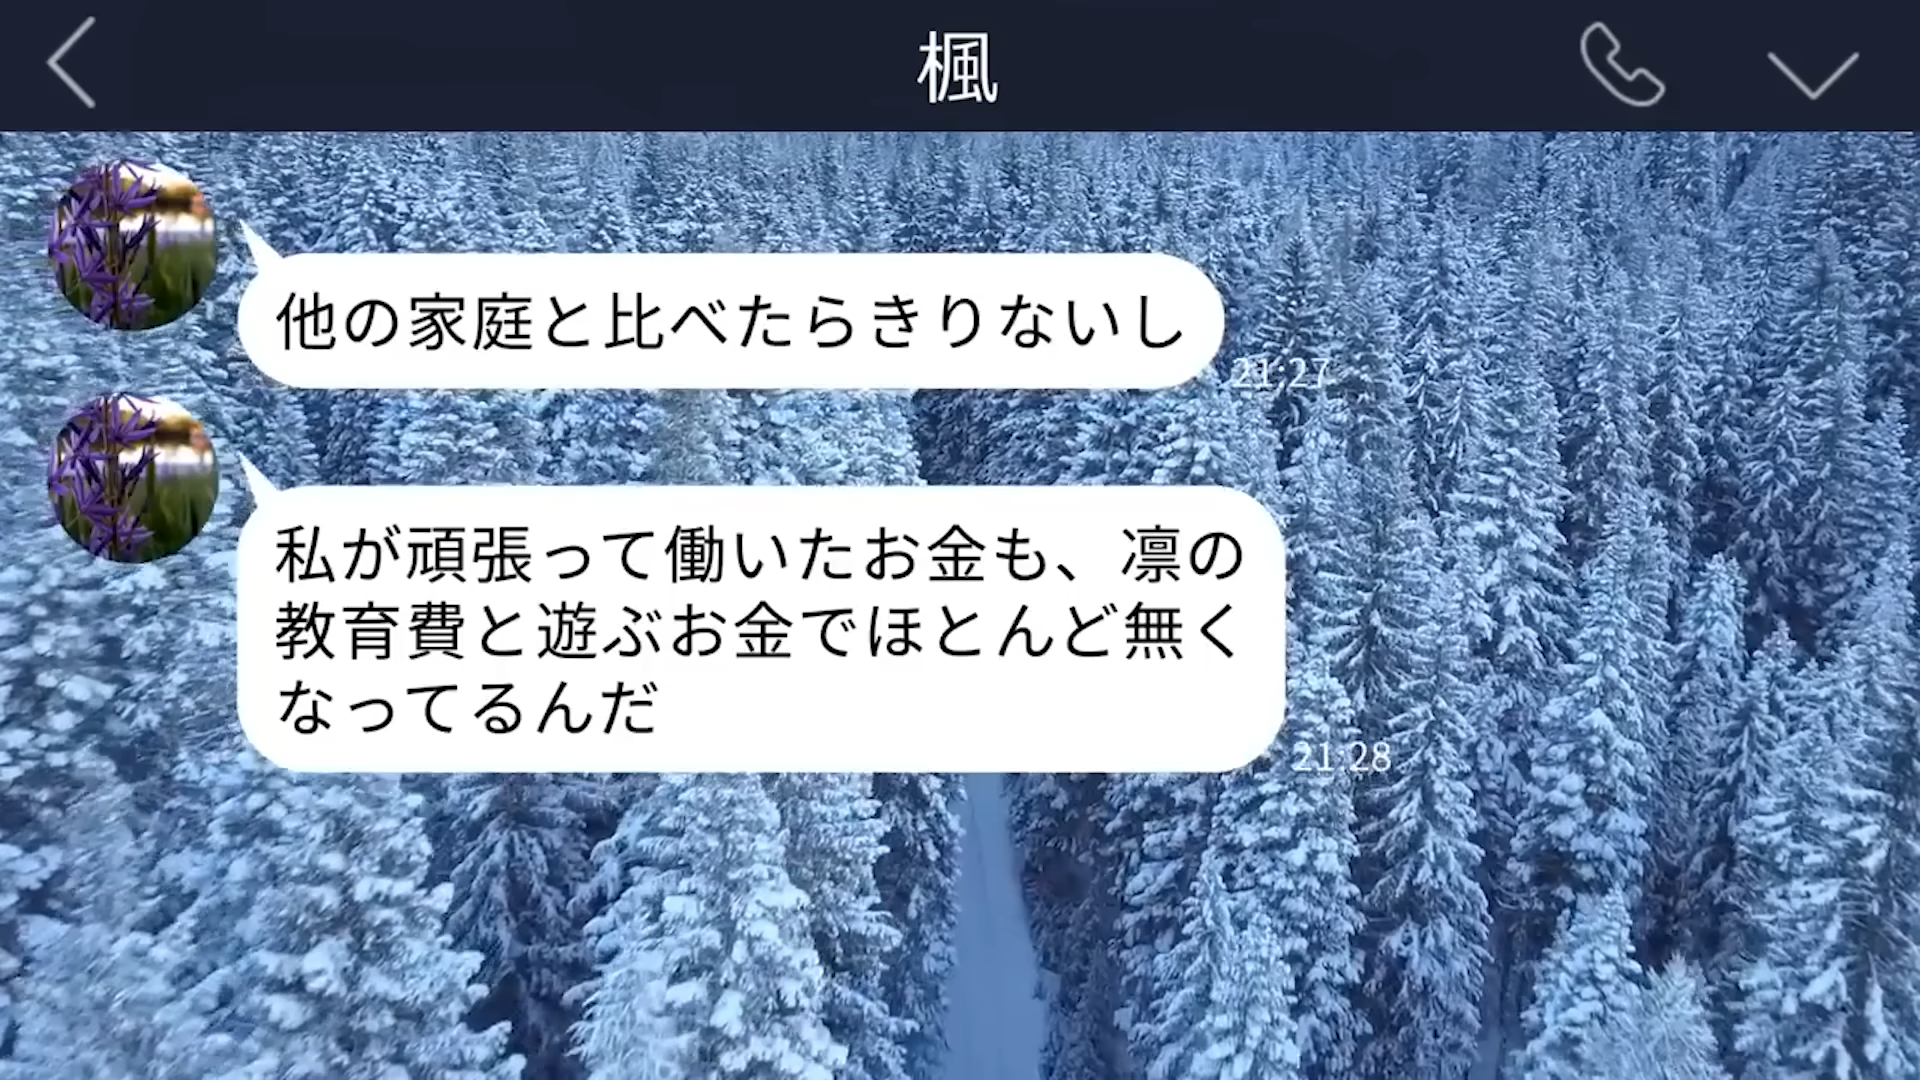 楓
他の家庭と比べたらきりないし
21:27
私が頑張って働いたお金も、凛の
教育費と遊ぶお金でほとんど無く
なってるんだ
21:28